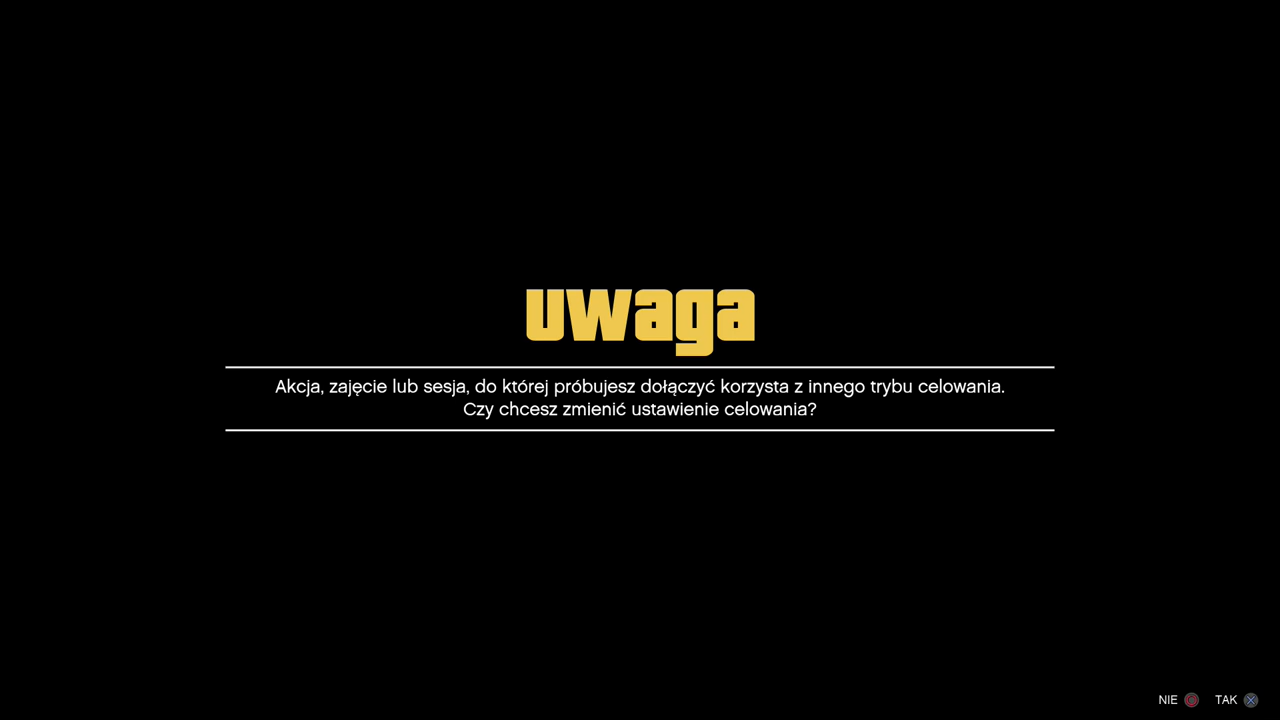 uwaga
Akcja, zajęcie lub sesja, do której próbujesz dołączyć korzysta z innego trybu celowania.
Czy chcesz zmienić ustawienie celowania?
NIE TAK